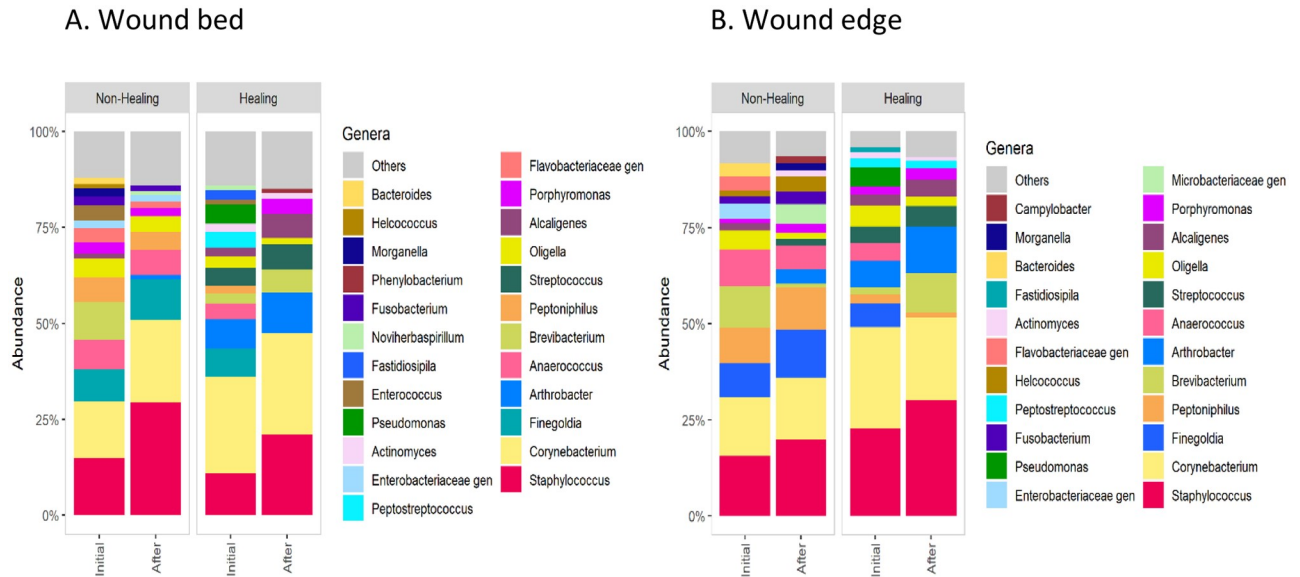 A. Wound bed
Non-Healing
Healing
Abundance
100%
75%
50%
25%
0%
Initial
After
Initial
After
Genera
Others
Bacteroides
Helcococcus
Morganella
Phenylobacterium
Fusobacterium
Noviherbaspirillum
Fastidiosipila
Enterococcus
Pseudomonas
Actinomyces
Enterobacteriaceae gen
Peptostreptococcus
Flavobacteriaceae gen
Porphyromonas
Alcaligenes
Oligella
Streptococcus
Peptoniphilus
Brevibacterium
Anaerococcus
Arthrobacter
Finegoldia
Corynebacterium
Staphylococcus
B. Wound edge
Non-Healing
Healing
Abundance
100%
75%
50%
25%
0%
Initial
After
Initial
After
Genera
Others
Campylobacter
Morganella
Bacteroides
Fastidiosipila
Actinomyces
Flavobacteriaceae gen
Helcococcus
Peptostreptococcus
Fusobacterium
Pseudomonas
Enterobacteriaceae gen
Microbacteriaceae gen
Porphyromonas
Alcaligenes
Oligella
Streptococcus
Anaerococcus
Arthrobacter
Brevibacterium
Peptoniphilus
Finegoldia
Corynebacterium
Staphylococcus